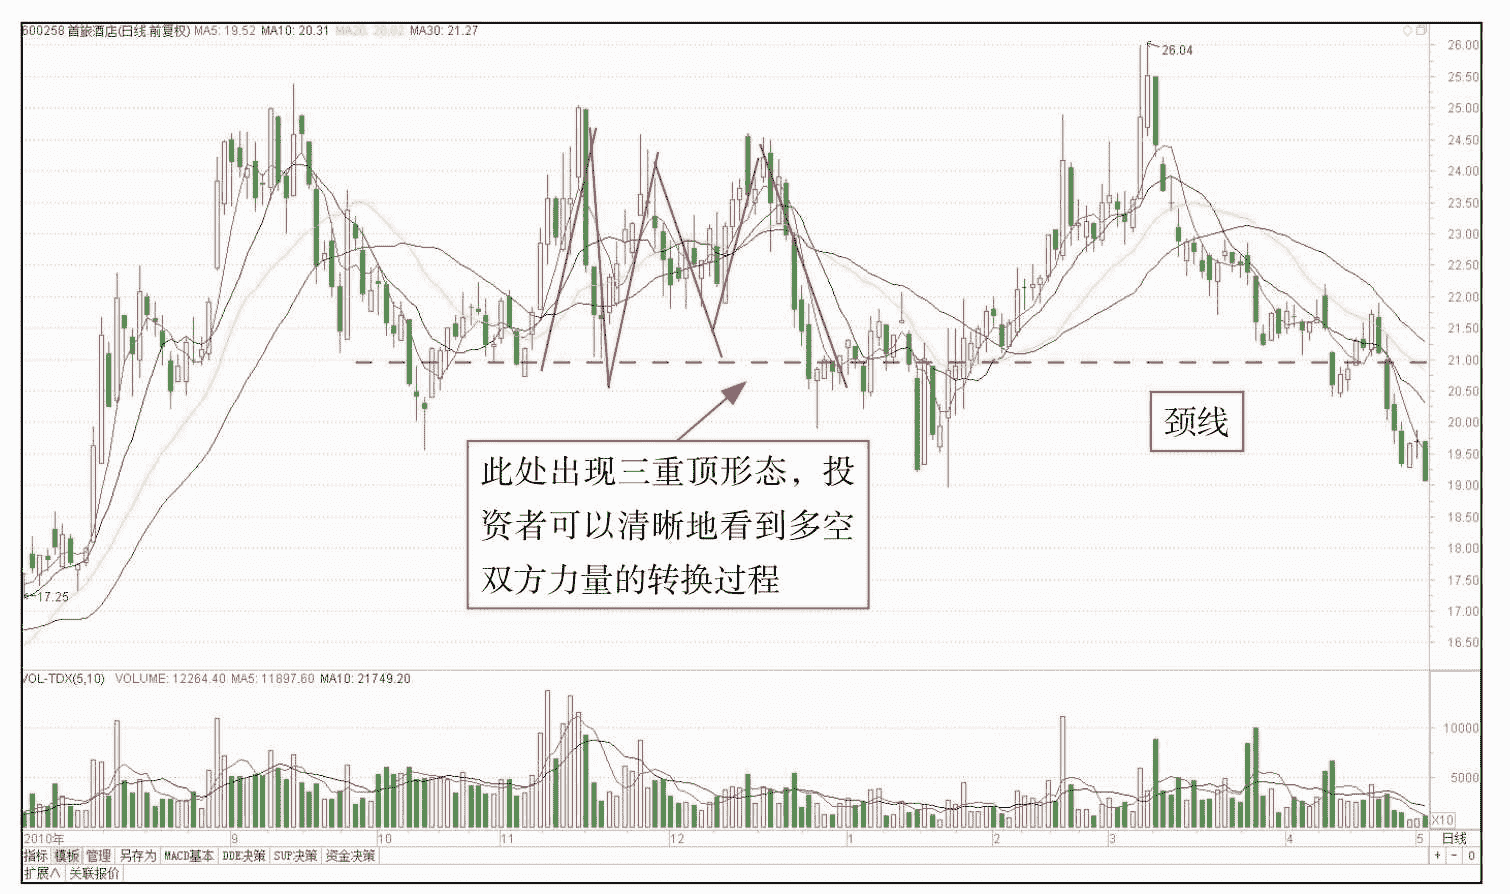 600258 首旅酒店(日线 前复权) MA5: 19.52 MA10: 20.31 MA20: 20.82 MA30: 21.27
26.00
26.04
25.50
25.00
24.50
24.00
23.50
23.00
22.50
22.00
21.50
21.00
20.50
颈线
20.00
此处出现三重顶形态，投
资者可以清晰地看到多空
双方力量的转换过程
19.50
19.00
18.50
18.00
17.50
17.25
17.00
16.50
VOL-TDX(5,10) VOLUME: 12264.40 MA5: 11897.60 MA10: 21749.20
10000
5000
X10
2010年 9 10 11 12 1 2 3 4 5 日线
指标 模板 管理 另存为 MACD基本 DDE决策 SUP决策 资金决策 + - 0
扩展∧ 关联报价